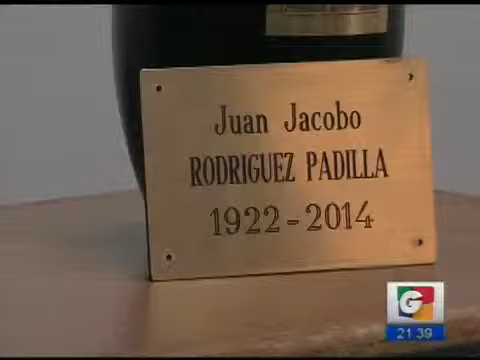 Juan Jacobo
RODRIGUEZ PADILLA
1922-2014
G
21:39